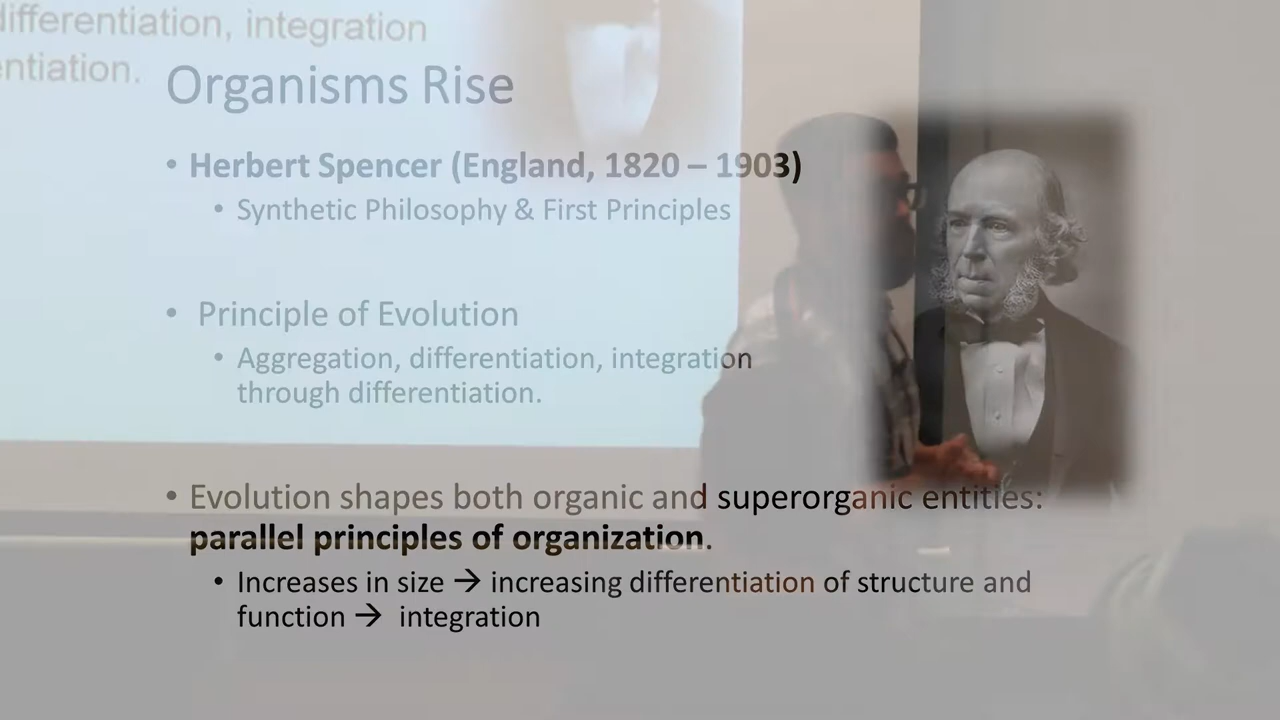 differentiation, integration
entiation.
Organisms Rise
• Herbert Spencer (England, 1820 – 1903)
• Synthetic Philosophy & First Principles
• Principle of Evolution
• Aggregation, differentiation, integration
through differentiation.
• Evolution shapes both organic and superorganic entities:
parallel principles of organization.
• Increases in size → increasing differentiation of structure and
function → integration